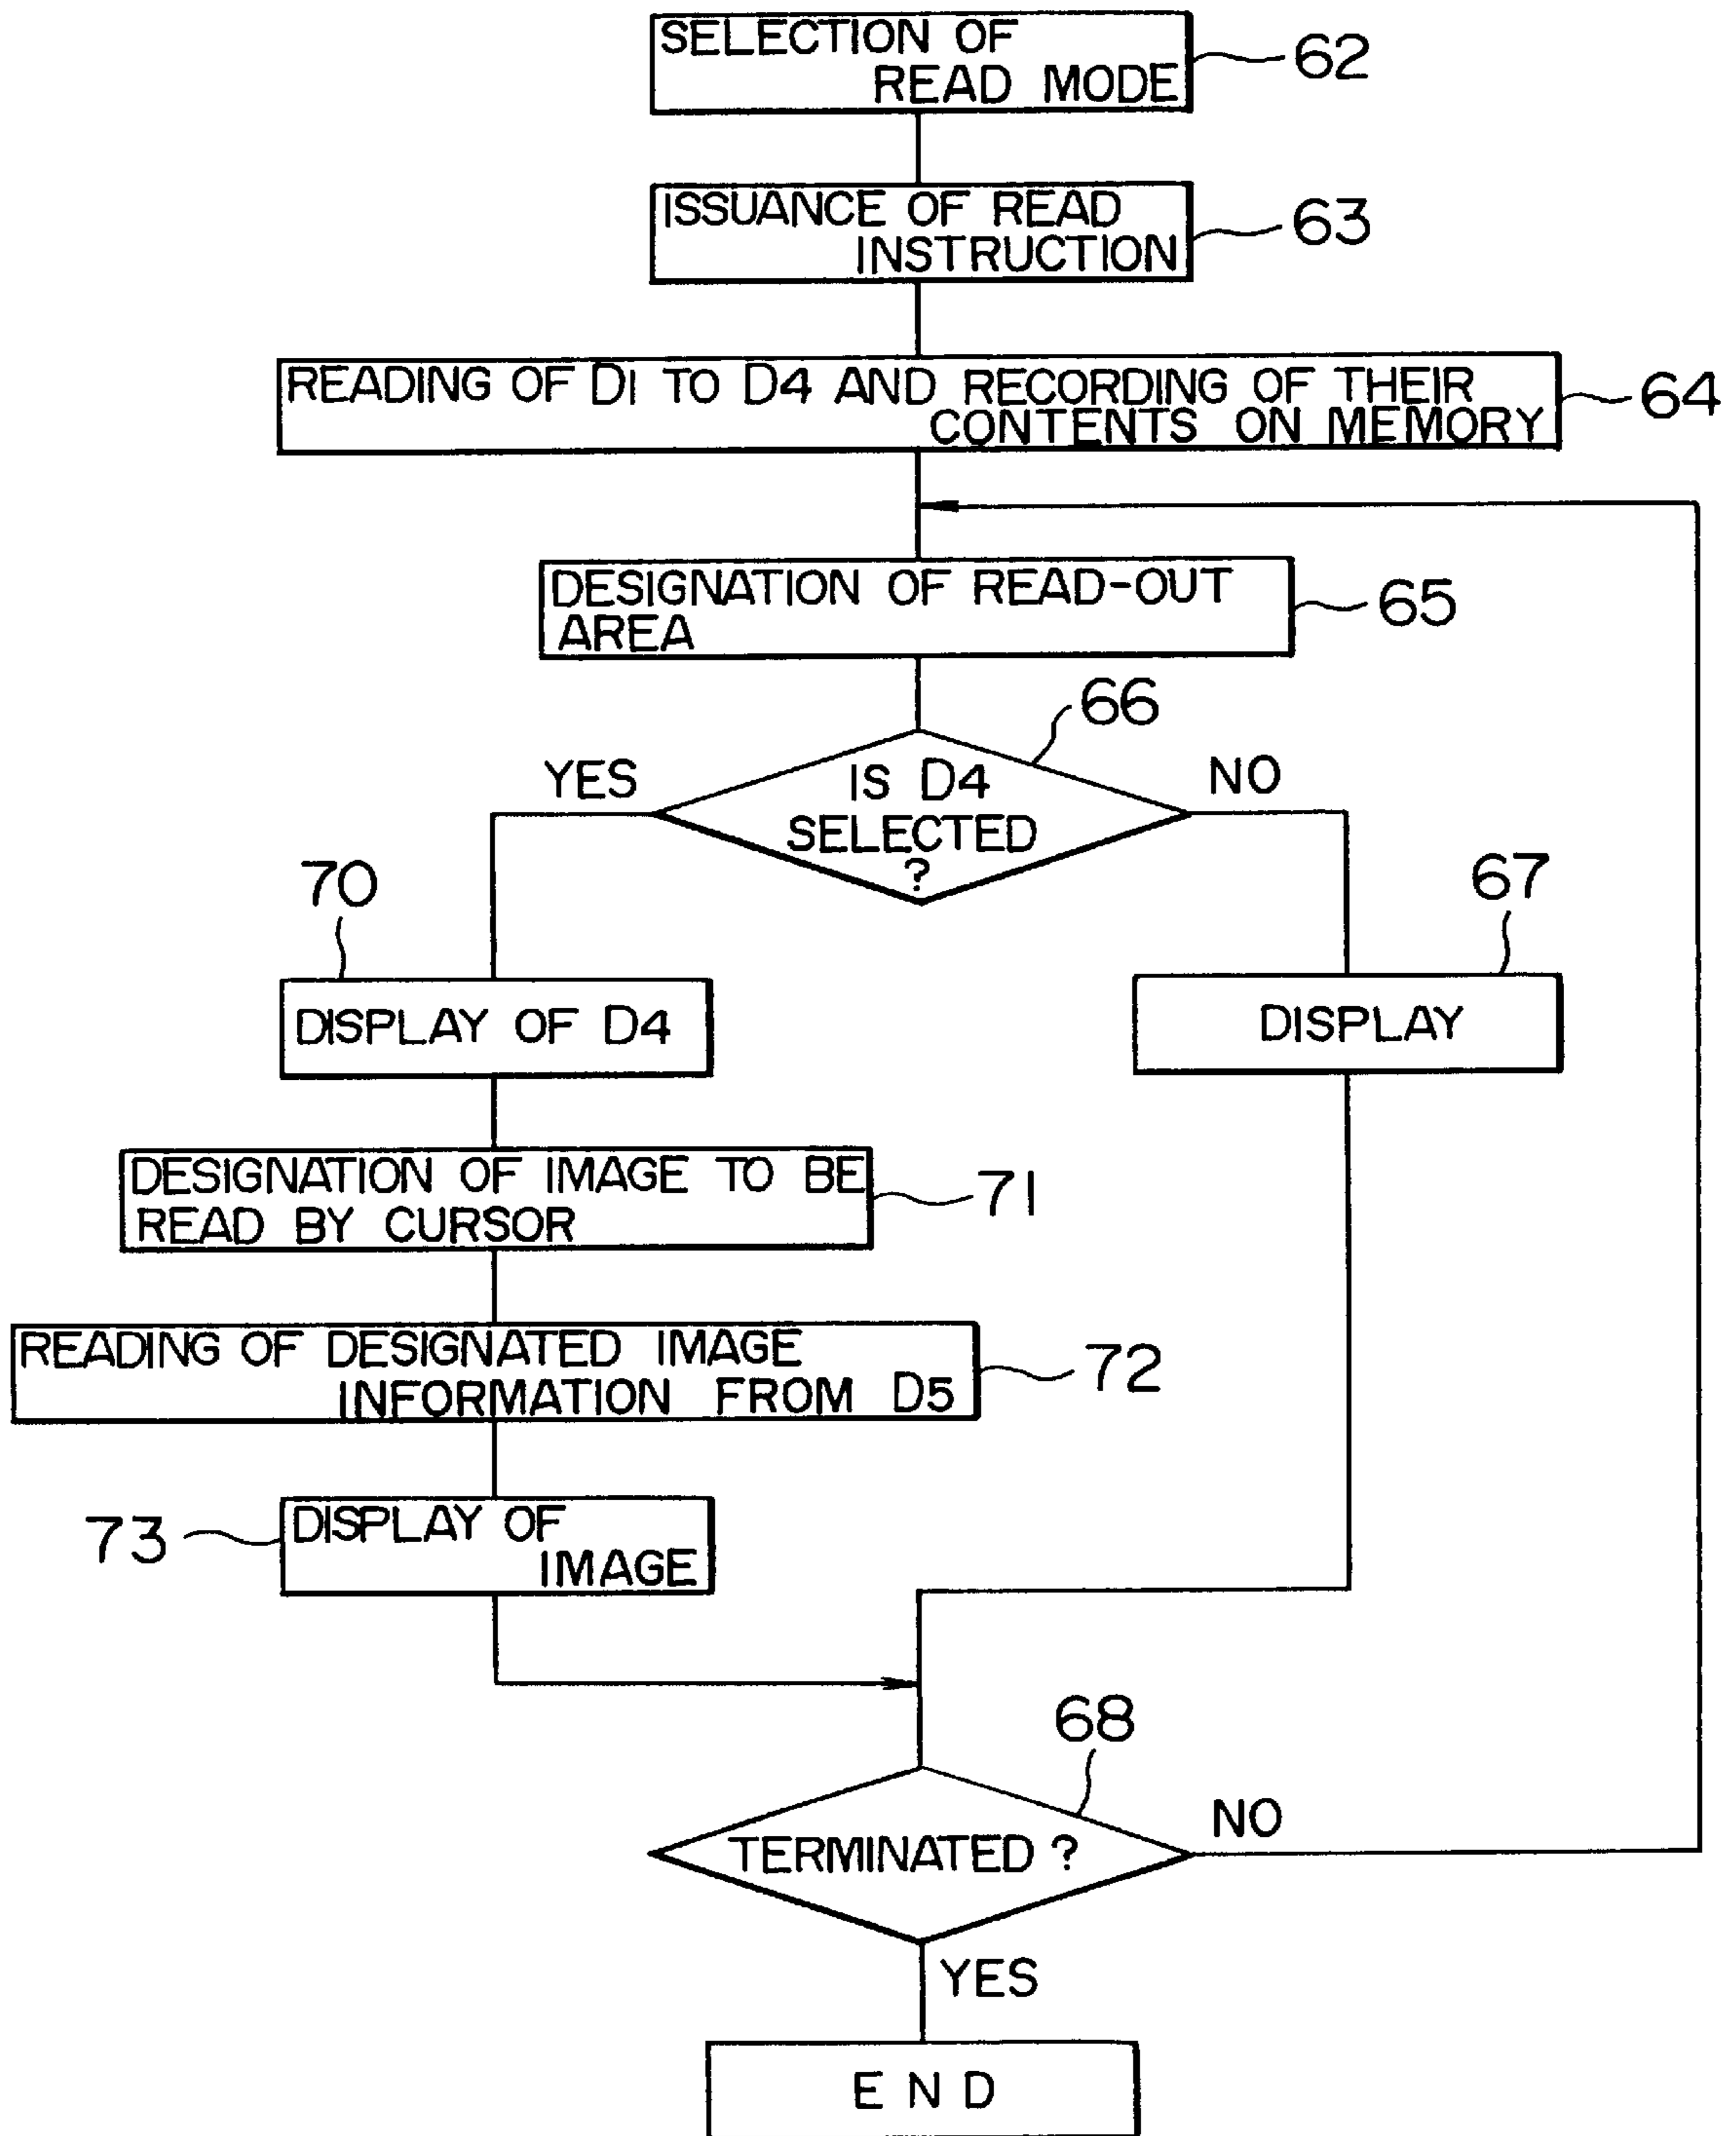 SELECTION OF
READ MODE
62
ISSUANCE OF READ
INSTRUCTION
63
READING OF D1 TO D4 AND RECORDING OF THEIR
CONTENTS ON MEMORY
64
DESIGNATION OF READ-OUT
AREA
65
66
YES
IS D4
SELECTED
?
NO
70
67
DISPLAY OF D4
DISPLAY
DESIGNATION OF IMAGE TO BE
READ BY CURSOR
71
READING OF DESIGNATED IMAGE
INFORMATION FROM D5
72
73
DISPLAY OF
IMAGE
68
TERMINATED ?
NO
YES
END